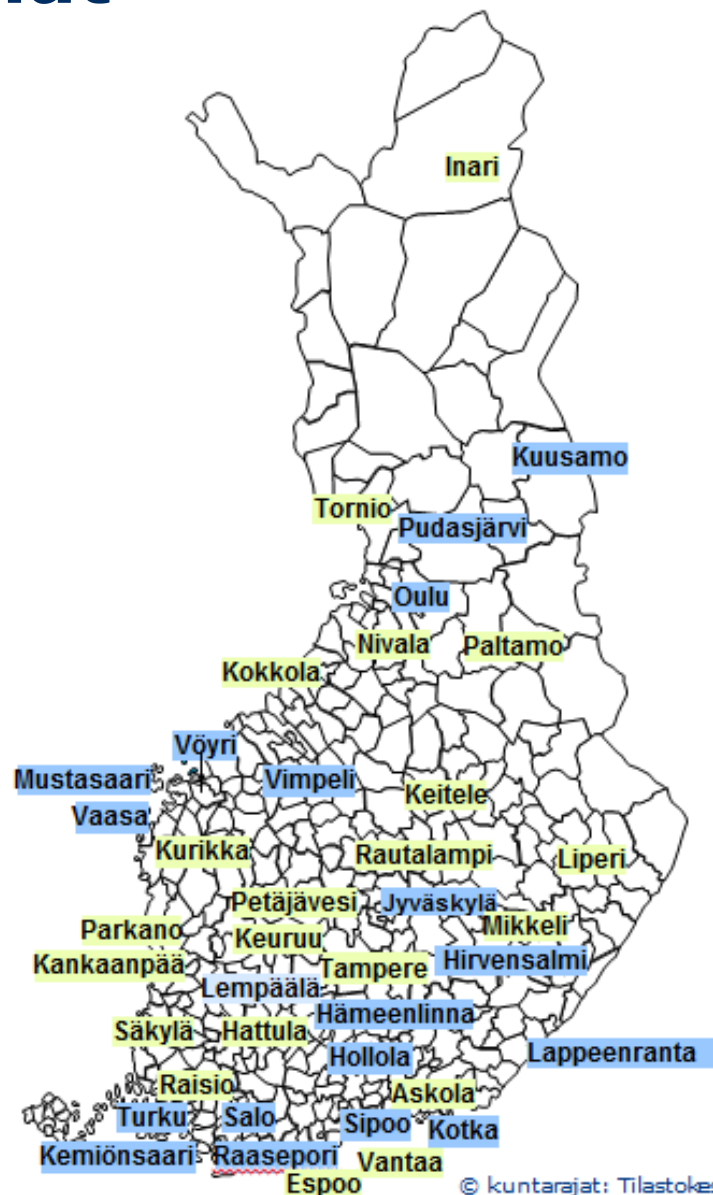 Inari
Kuusamo
Tornio
Pudasjärvi
Oulu
Nivala
Paltamo
Kokkola
Vöyri
Mustasaari
Vimpeli
Keitele
Vaasa
Kurikka
Rautalampi
Liperi
Petäjävesi
Jyväskylä
Parkano
Mikkeli
Keuruu
Kankaanpää
Tampere
Hirvensalmi
Lempäälä
Hämeenlinna
Säkylä
Hattula
Hollola
Lappeenranta
Raisio
Askola
Turku
Salo
Sipoo
Kotka
Kemiönsaari
Raasepori
Vantaa
Espoo
© kuntarajat: Tilastokes